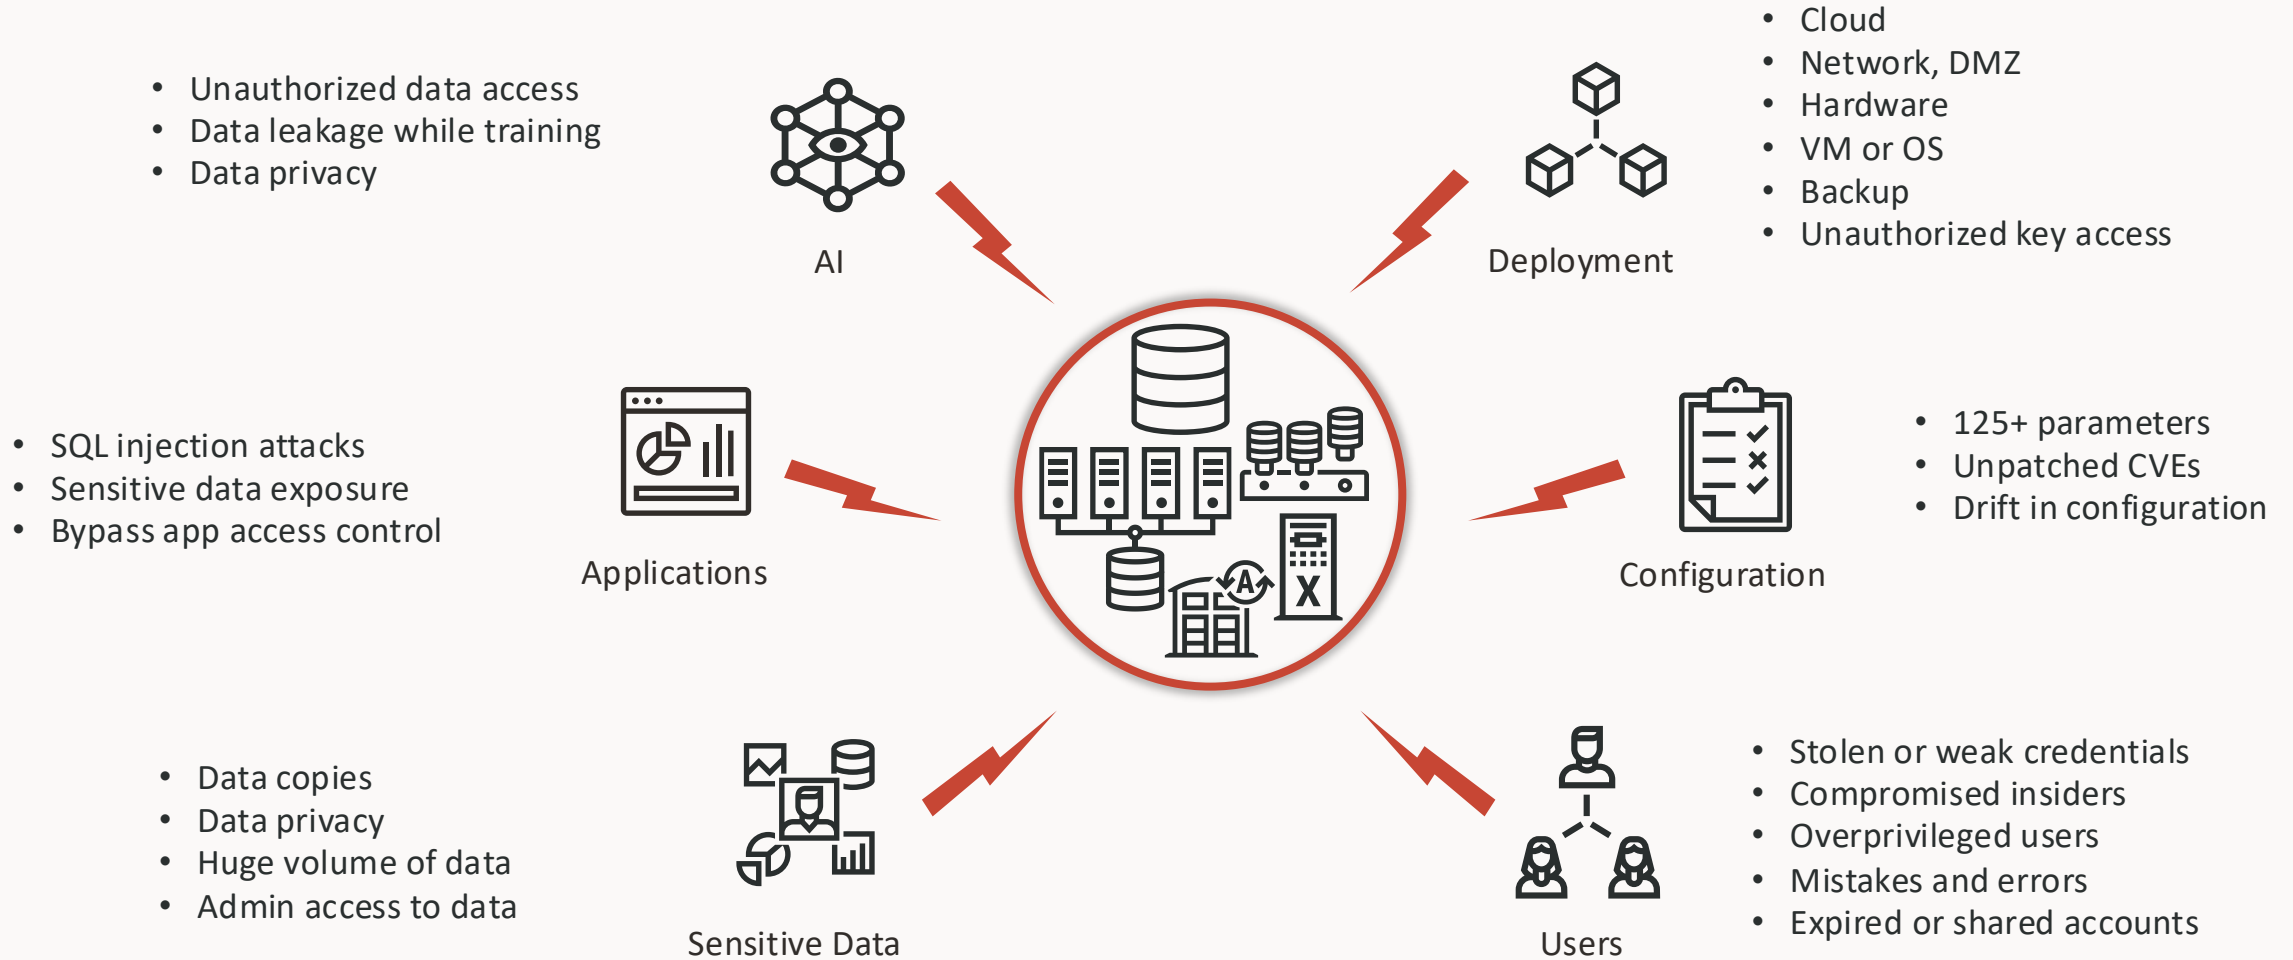 • Unauthorized data access
• Data leakage while training
• Data privacy
AI
• Cloud
• Network, DMZ
• Hardware
• VM or OS
• Backup
• Unauthorized key access
Deployment
• SQL injection attacks
• Sensitive data exposure
• Bypass app access control
Applications
A
X
• 125+ parameters
• Unpatched CVEs
• Drift in configuration
Configuration
• Data copies
• Data privacy
• Huge volume of data
• Admin access to data
Sensitive Data
• Stolen or weak credentials
• Compromised insiders
• Overprivileged users
• Mistakes and errors
• Expired or shared accounts
Users